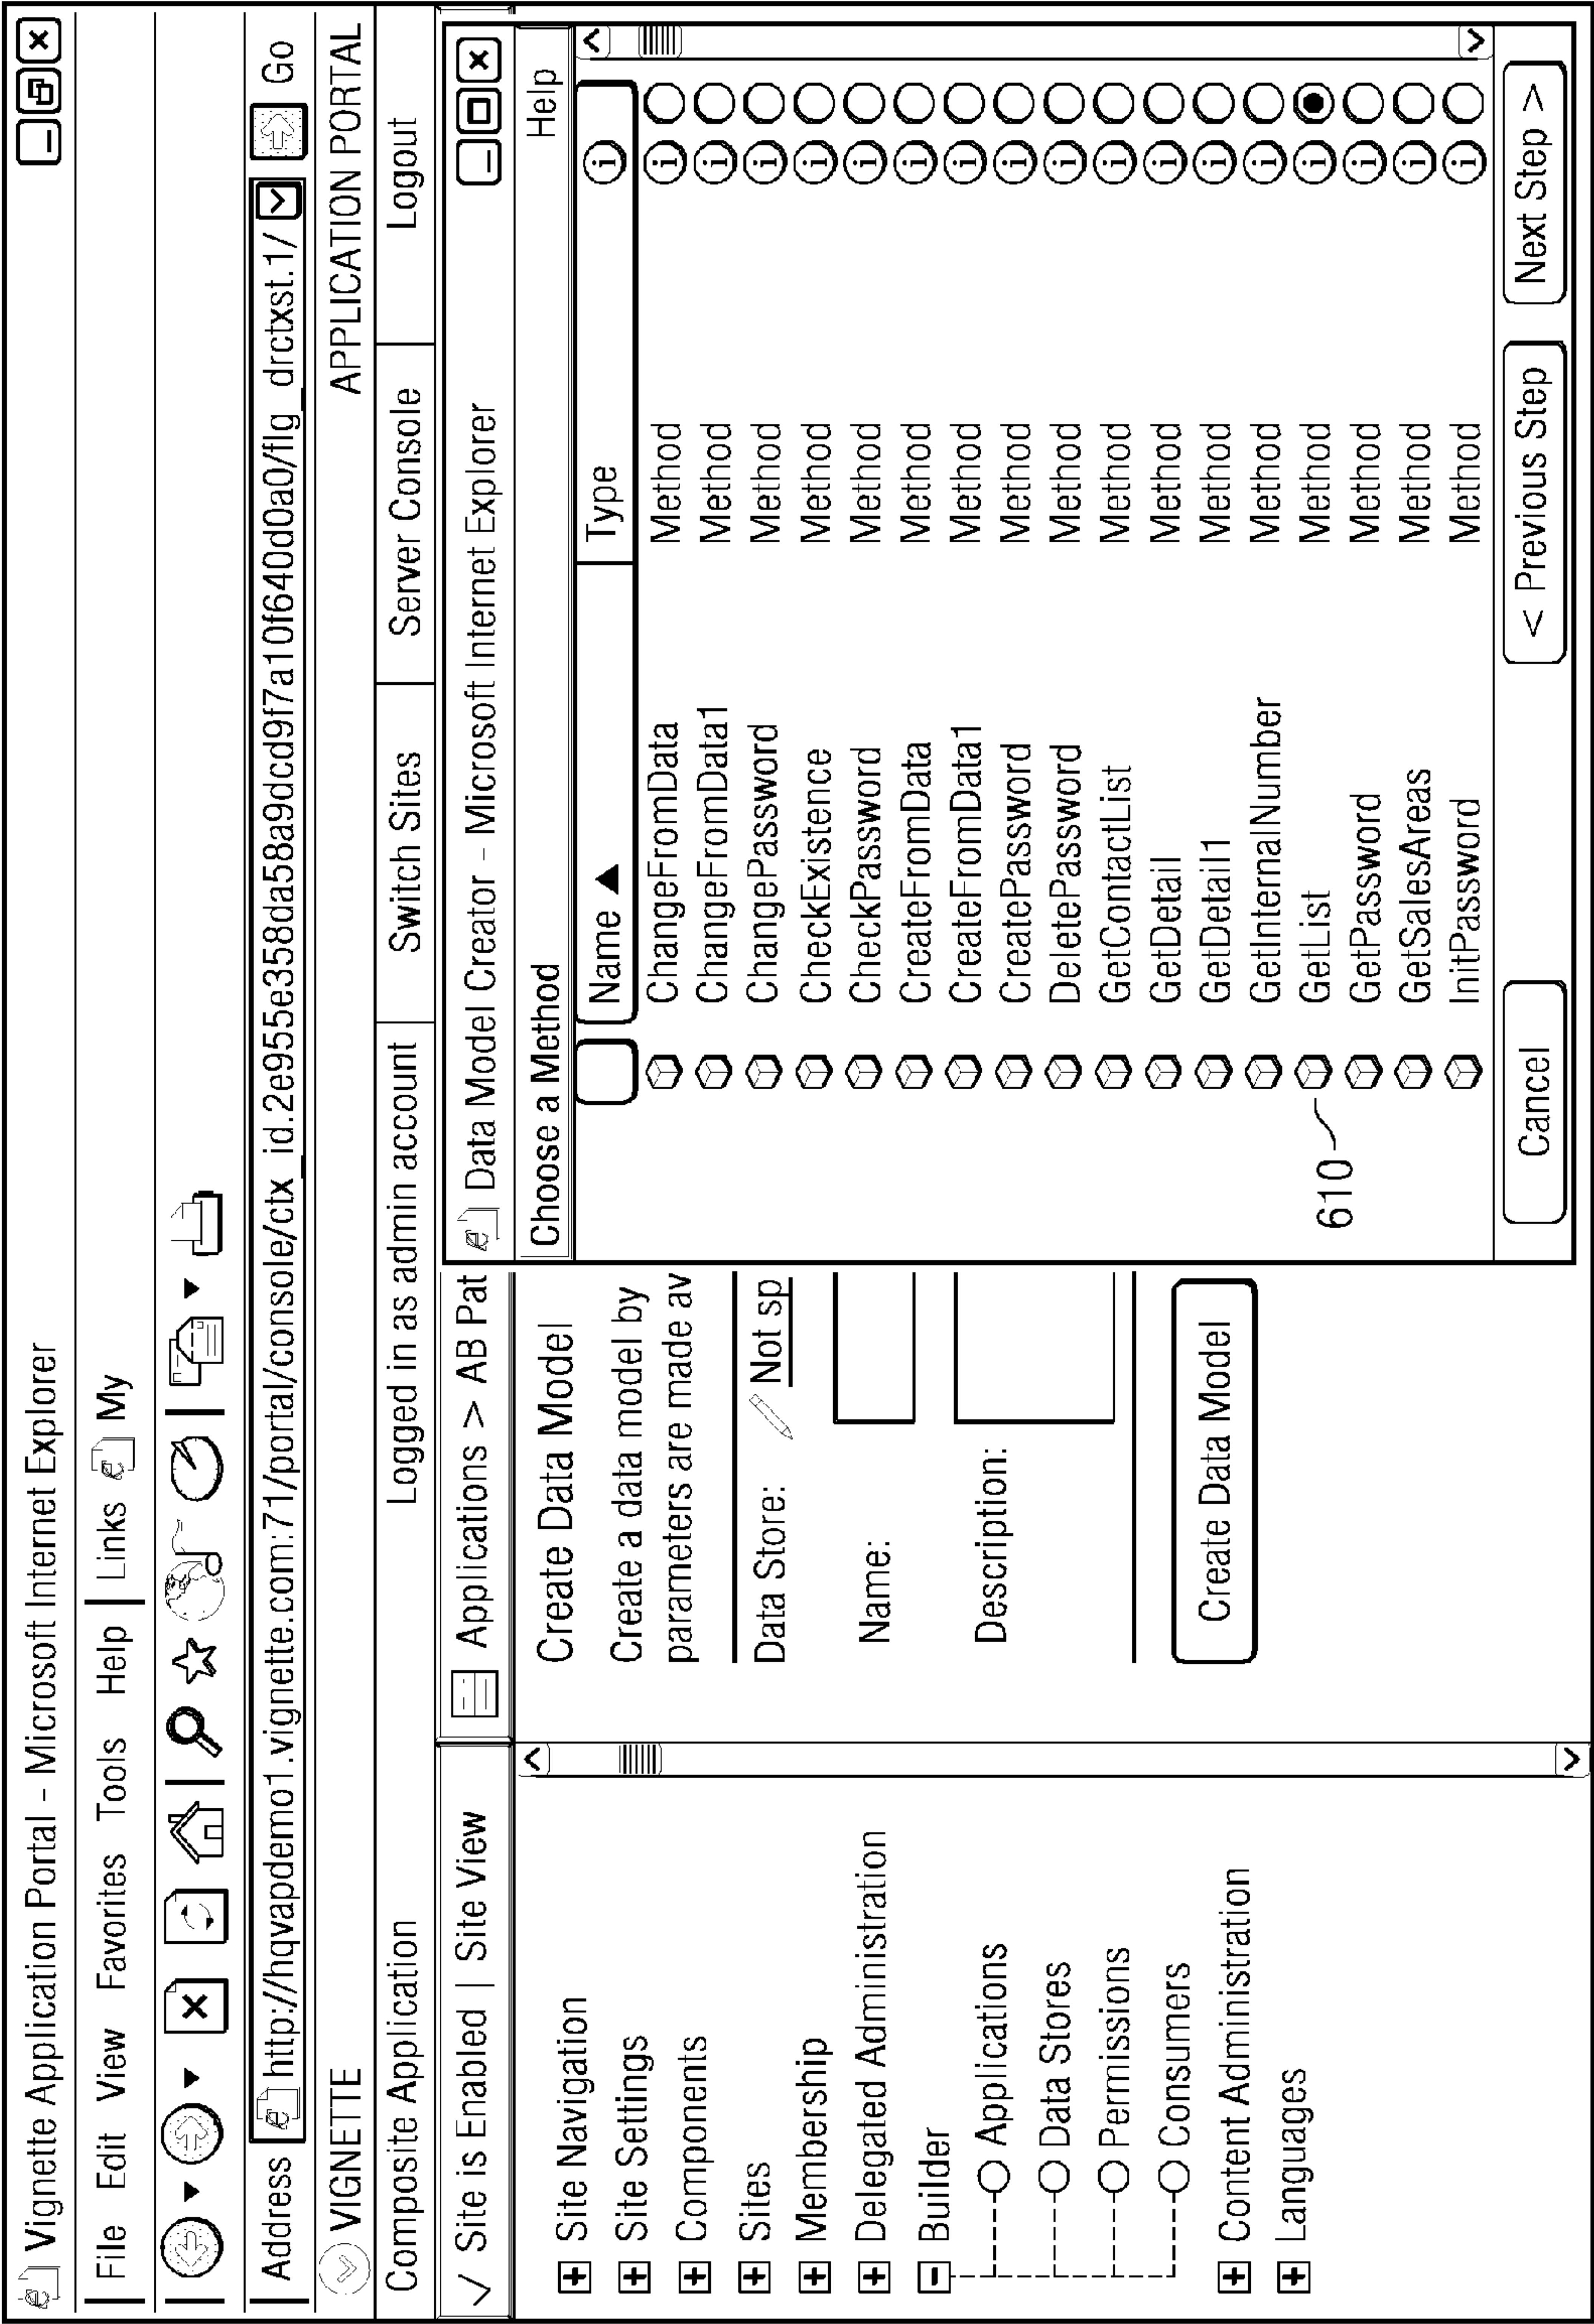 Vignette Application Portal - Microsoft Internet Explorer
File Edit View Favorites Tools Help Links My
Address http://hqvapdemo1.vignette.com:71/portal/console/ctx_id.2e955e358da58a9dcd9f7a10f640d0a0/flg_drctxst.1/ Go
VIGNETTE APPLICATION PORTAL
Composite Application Logged in as admin account Switch Sites Server Console Logout
Site is Enabled | Site View
Applications > AB Pat
Site Navigation
Site Settings
Components
Sites
Membership
Delegated Administration
Builder
Applications
Data Stores
Permissions
Consumers
Content Administration
Languages
Create Data Model
Create a data model by
parameters are made av
Data Store: Not sp
Name:
Description:
Create Data Model
Data Model Creator - Microsoft Internet Explorer
Choose a Method Help
Name ▲ Type i
ChangeFromData Method i
ChangeFromData1 Method i
ChangePassword Method i
CheckExistence Method i
CheckPassword Method i
CreateFromData Method i
CreateFromData1 Method i
CreatePassword Method i
DeletePassword Method i
GetContactList Method i
GetDetail Method i
GetDetail1 Method i
GetInternalNumber Method i
610 GetList Method i
GetPassword Method i
GetSalesAreas Method i
InitPassword Method i
Cancel < Previous Step Next Step >